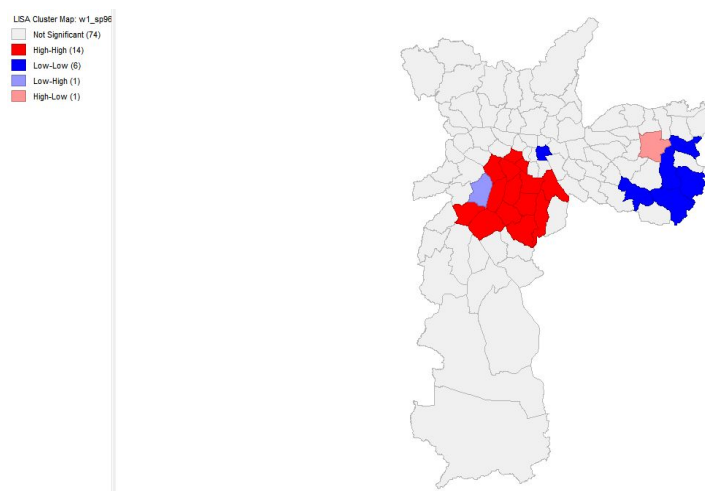 LISA Cluster Map: w1_sp96
Not Significant (74)
High-High (14)
Low-Low (6)
Low-High (1)
High-Low (1)